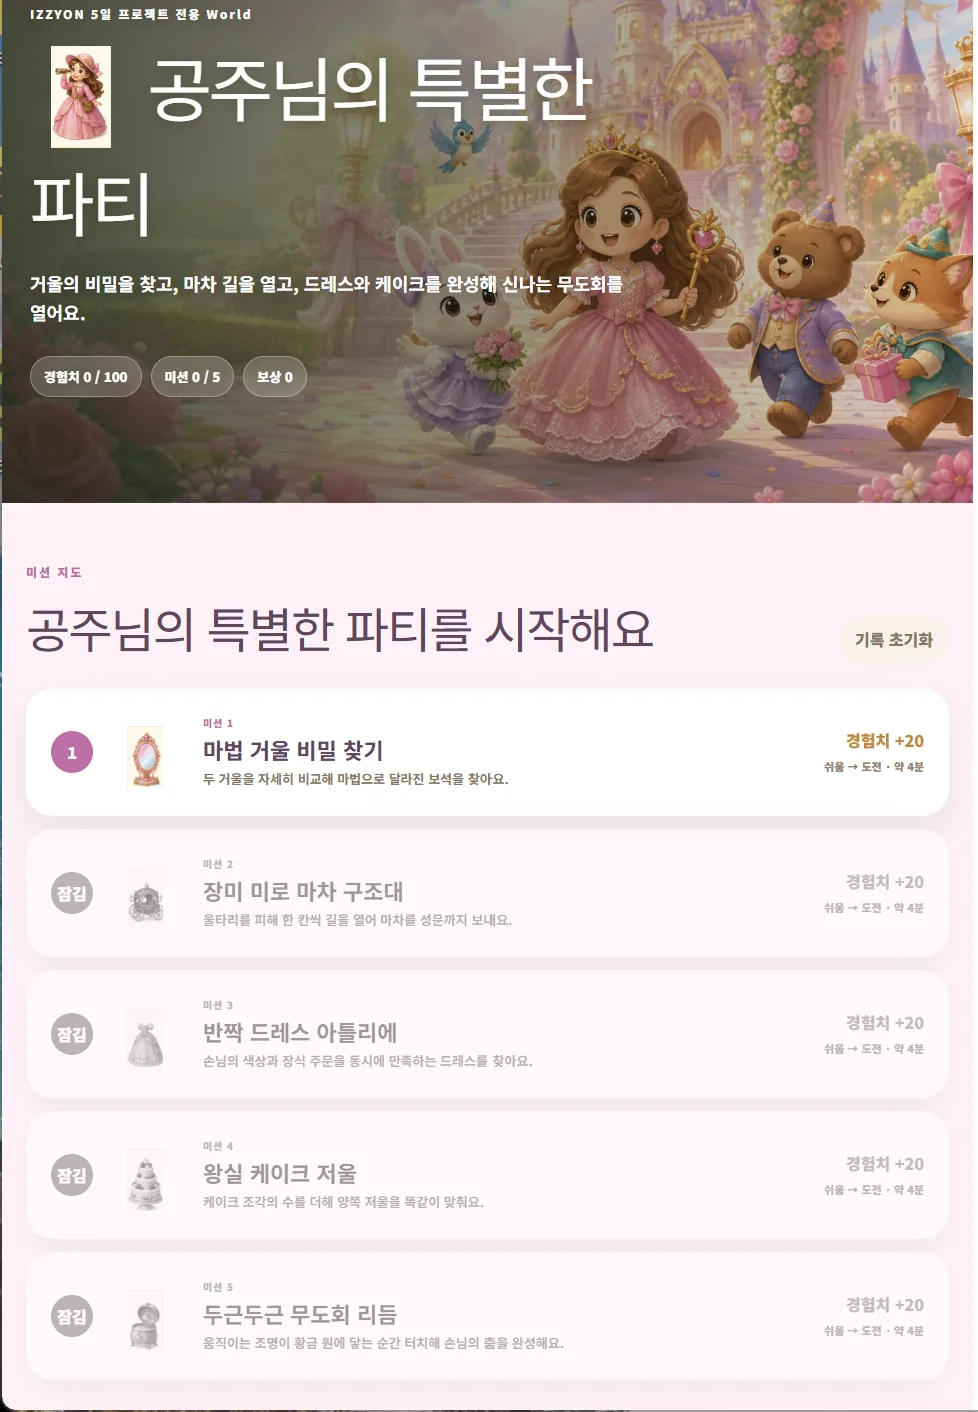 IZZYON 5일 프로젝트 전용 World
공주님의 특별한
파티
거울의 비밀을 찾고, 마차 길을 열고, 드레스와 케이크를 완성해 신나는 무도회를
열어요.
경험치 0 / 100
미션 0 / 5
보상 0
미션 지도
공주님의 특별한 파티를 시작해요
기록 초기화
1
미션 1
마법 거울 비밀 찾기
두 거울을 자세히 비교해 마법으로 달라진 보석을 찾아요.
경험치 +20
쉬움 → 도전 · 약 4분
잠김
미션 2
장미 미로 마차 구조대
울타리를 피해 한 칸씩 길을 열어 마차를 성문까지 보내요.
경험치 +20
쉬움 → 도전 · 약 4분
잠김
미션 3
반짝 드레스 아틀리에
손님의 색상과 장식 주문을 동시에 만족하는 드레스를 찾아요.
경험치 +20
쉬움 → 도전 · 약 4분
잠김
미션 4
왕실 케이크 저울
케이크 조각의 수를 더해 양쪽 저울을 똑같이 맞춰요.
경험치 +20
쉬움 → 도전 · 약 4분
잠김
미션 5
두근두근 무도회 리듬
움직이는 조명이 황금 원에 닿는 순간 터치해 손님의 춤을 완성해요.
경험치 +20
쉬움 → 도전 · 약 4분